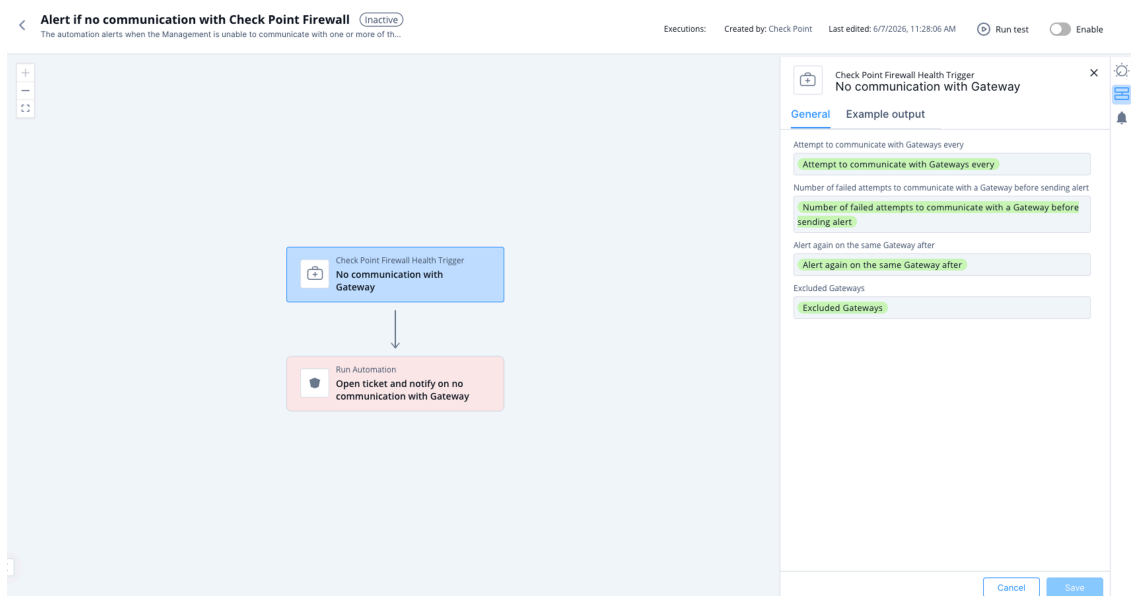 Alert if no communication with Check Point Firewall
Inactive
The automation alerts when the Management is unable to communicate with one or more of th...
Executions:
Created by: Check Point
Last edited: 6/7/2026, 11:28:06 AM
Run test
Enable
Check Point Firewall Health Trigger
No communication with Gateway
General
Example output
Attempt to communicate with Gateways every
Attempt to communicate with Gateways every
Number of failed attempts to communicate with a Gateway before sending alert
Number of failed attempts to communicate with a Gateway before
sending alert
Alert again on the same Gateway after
Alert again on the same Gateway after
Excluded Gateways
Excluded Gateways
Check Point Firewall Health Trigger
No communication with
Gateway
Run Automation
Open ticket and notify on no
communication with Gateway
Cancel
Save